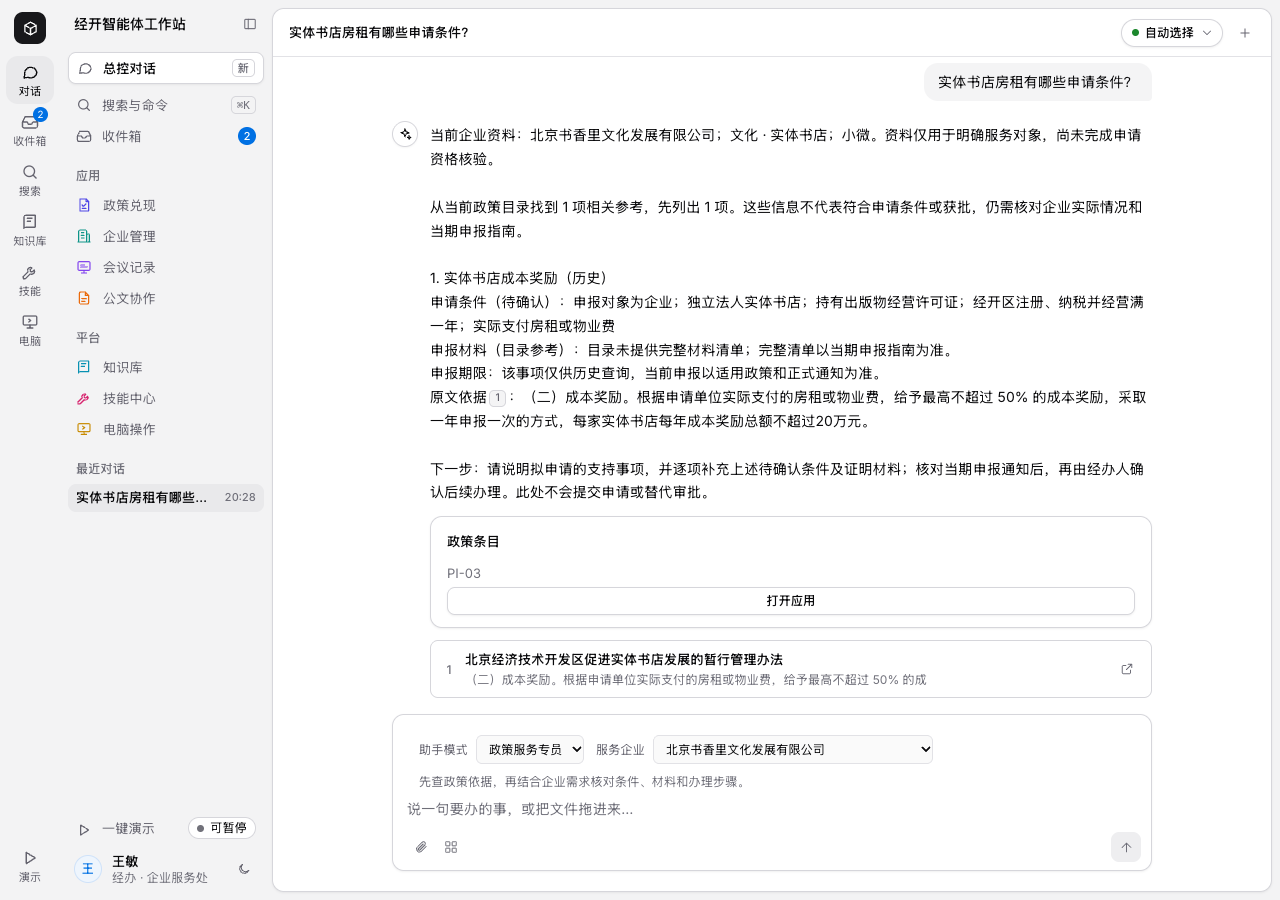 对话
2
收件箱
搜索
知识库
技能
电脑
演示
经开智能体工作站
总控对话 新
搜索与命令 ⌘K
收件箱 2
应用
政策兑现
企业管理
会议记录
公文协作
平台
知识库
技能中心
电脑操作
最近对话
实体书店房租有哪些... 20:28
一键演示 可暂停
王 王敏
经办 · 企业服务处
实体书店房租有哪些申请条件？ 自动选择
实体书店房租有哪些申请条件？
当前企业资料：北京书香里文化发展有限公司；文化 · 实体书店；小微。资料仅用于明确服务对象，尚未完成申请
资格核验。
从当前政策目录找到 1 项相关参考，先列出 1 项。这些信息不代表符合申请条件或获批，仍需核对企业实际情况和
当期申报指南。
1. 实体书店成本奖励（历史）
申请条件（待确认）：申报对象为企业；独立法人实体书店；持有出版物经营许可证；经开区注册、纳税并经营满
一年；实际支付房租或物业费
申报材料（目录参考）：目录未提供完整材料清单；完整清单以当期申报指南为准。
申报期限：该事项仅供历史查询，当前申报以适用政策和正式通知为准。
原文依据 1 ：（二）成本奖励。根据申请单位实际支付的房租或物业费，给予最高不超过 50% 的成本奖励，采取
一年申报一次的方式，每家实体书店每年成本奖励总额不超过20万元。
下一步：请说明拟申请的支持事项，并逐项补充上述待确认条件及证明材料；核对当期申报通知后，再由经办人确
认后续办理。此处不会提交申请或替代审批。
政策条目
PI-03
打开应用
1 北京经济技术开发区促进实体书店发展的暂行管理办法
（二）成本奖励。根据申请单位实际支付的房租或物业费，给予最高不超过 50% 的成
助手模式 政策服务专员 服务企业 北京书香里文化发展有限公司
先查政策依据，再结合企业需求核对条件、材料和办理步骤。
说一句要办的事，或把文件拖进来...